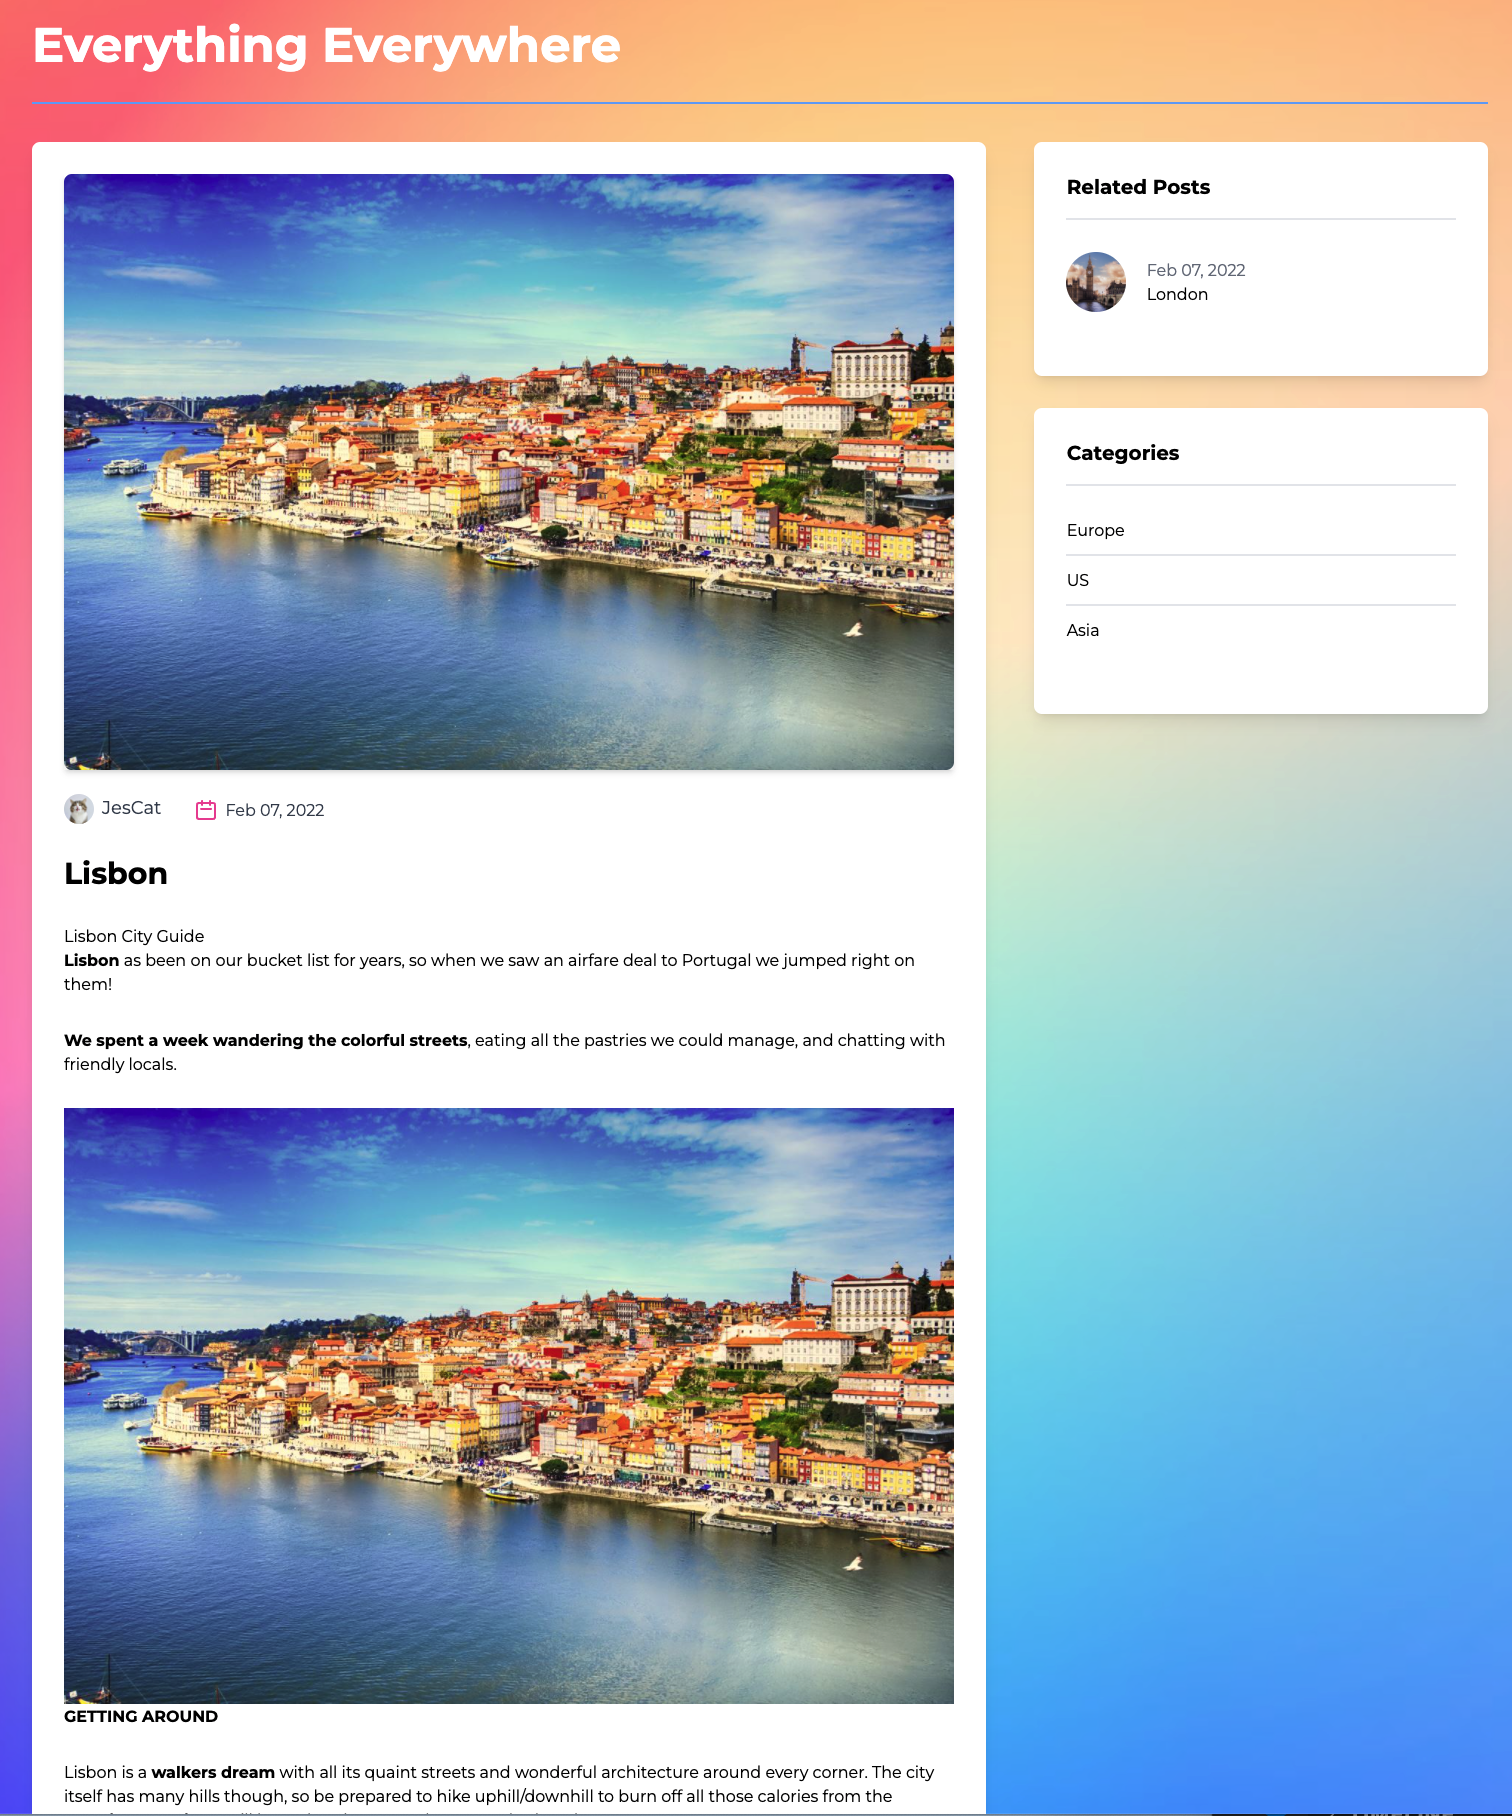 Everything Everywhere
Related Posts
Feb 07, 2022
London
Categories
Europe
US
Asia
JesCat
Feb 07, 2022
Lisbon
Lisbon City Guide
Lisbon as been on our bucket list for years, so when we saw an airfare deal to Portugal we jumped right on
them!
We spent a week wandering the colorful streets, eating all the pastries we could manage, and chatting with
friendly locals.
GETTING AROUND
Lisbon is a walkers dream with all its quaint streets and wonderful architecture around every corner. The city
itself has many hills though, so be prepared to hike uphill/downhill to burn off all those calories from the